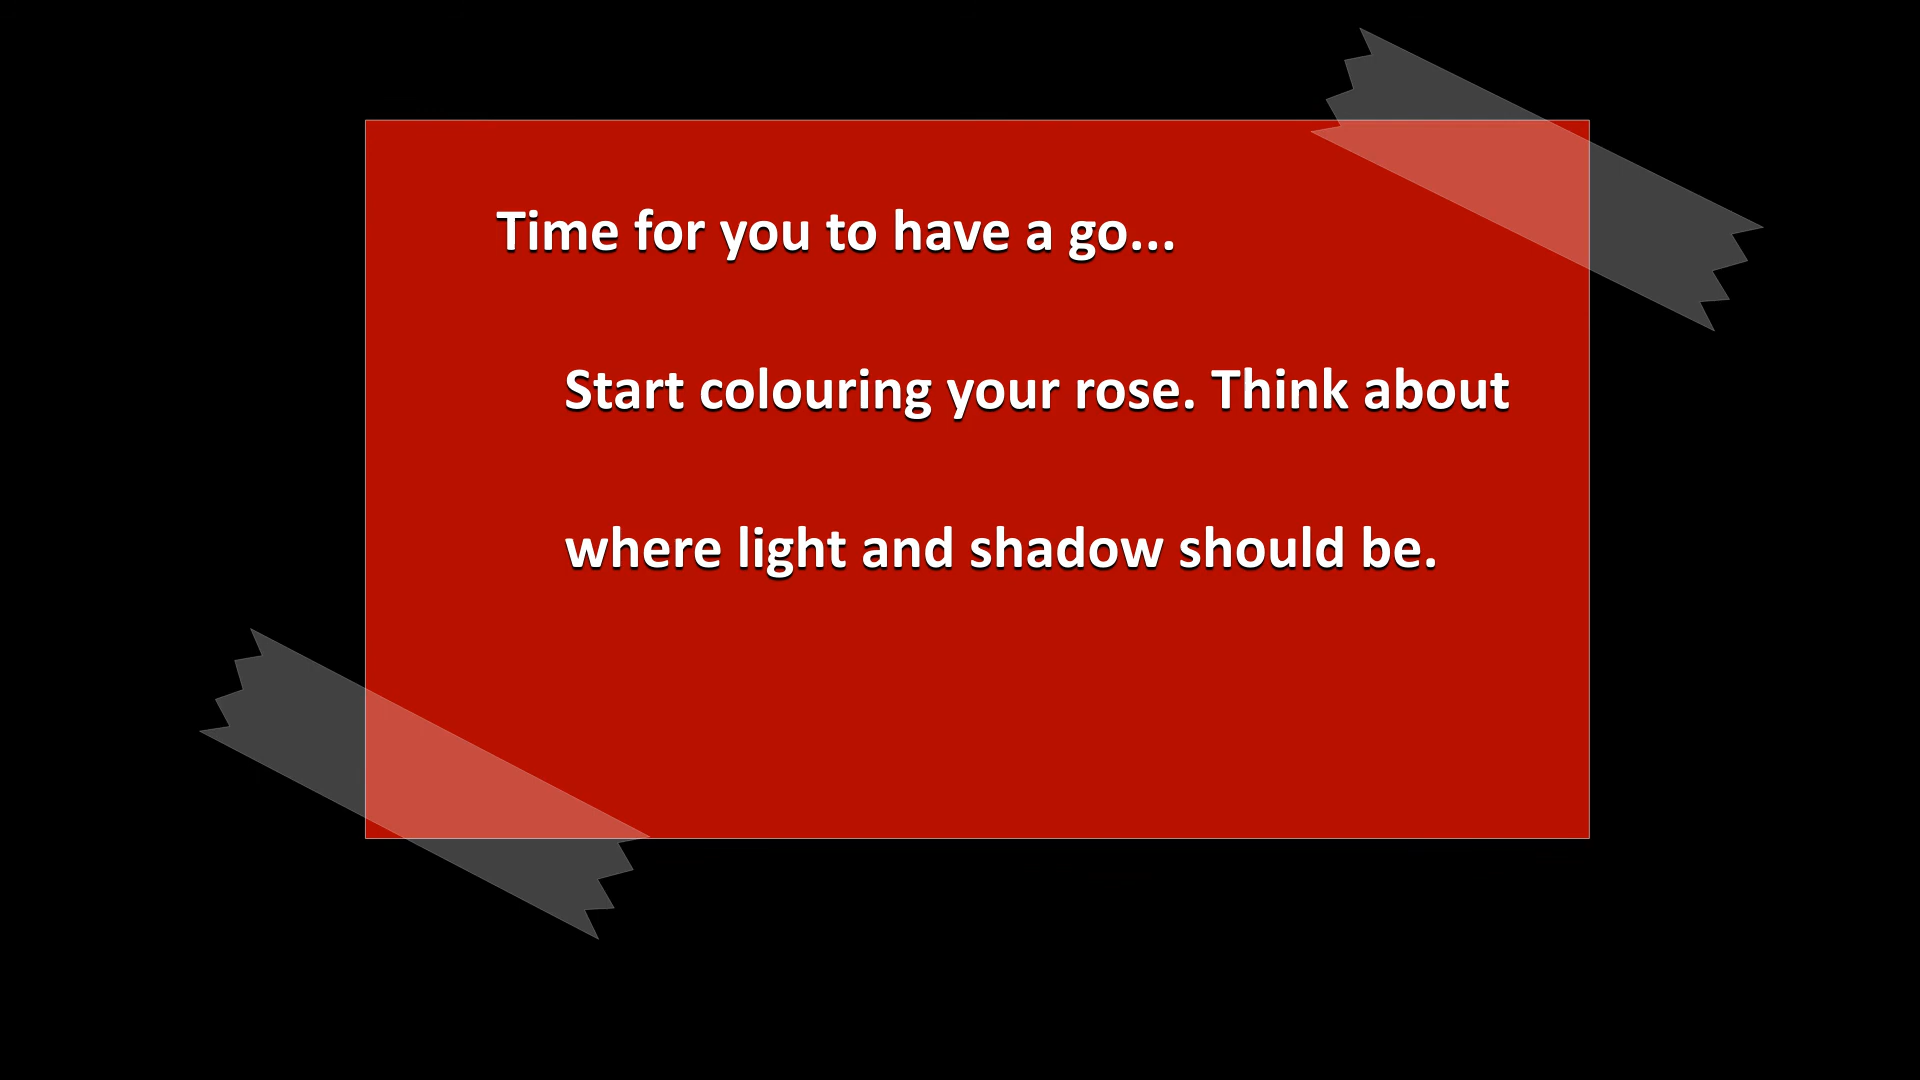 Time for you to have a go...
Start colouring your rose. Think about
where light and shadow should be.